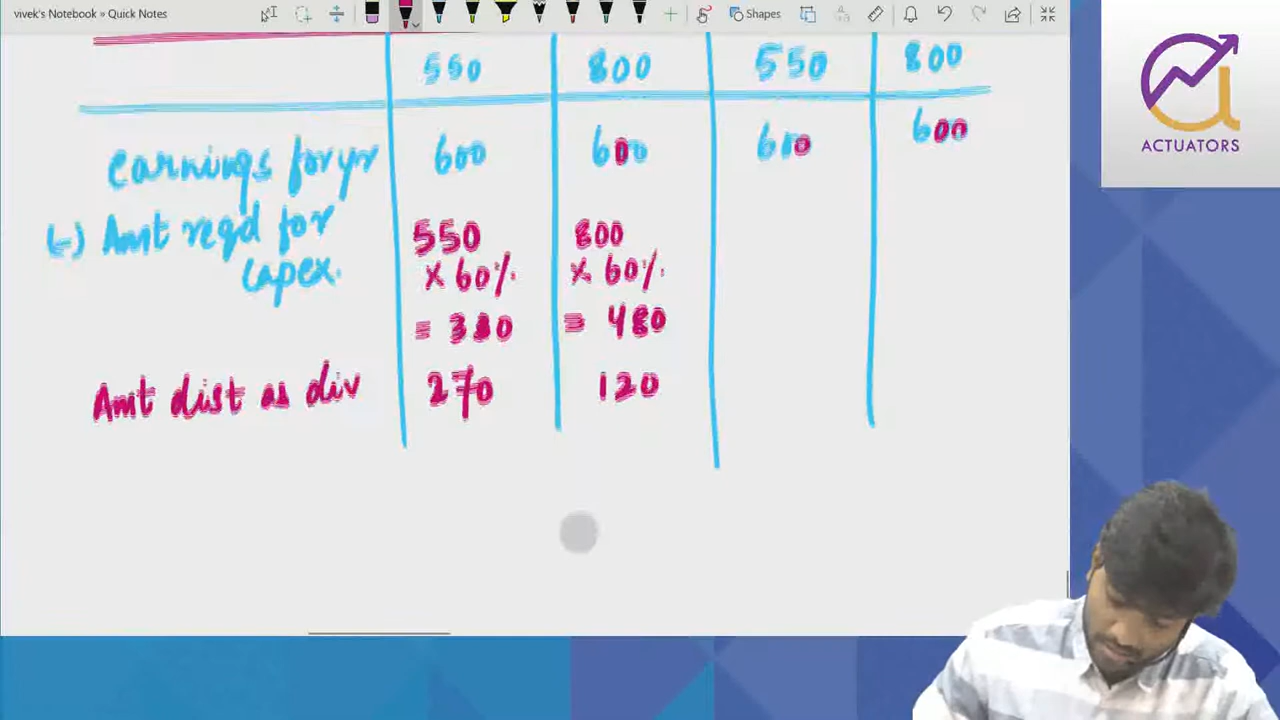 vivek's Notebook » Quick Notes
Shapes
ACTUATORS
550 800 550 800
earnings for yr 600 600 600 600
(-) Amt reqd for capex.
550 × 60% = 330
800 × 60% = 480
Amt dist as div 270 120